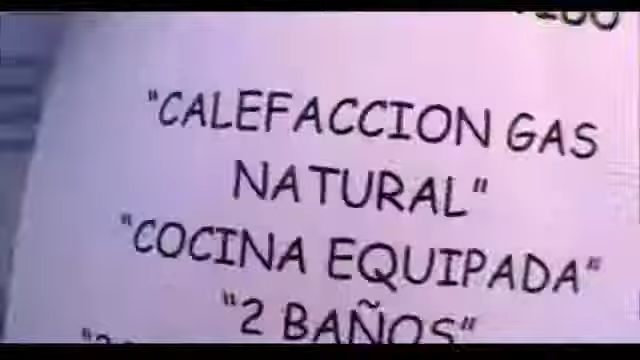 "CALEFACCION GAS
NATURAL"
"COCINA EQUIPADA"
"2 BAÑOS"